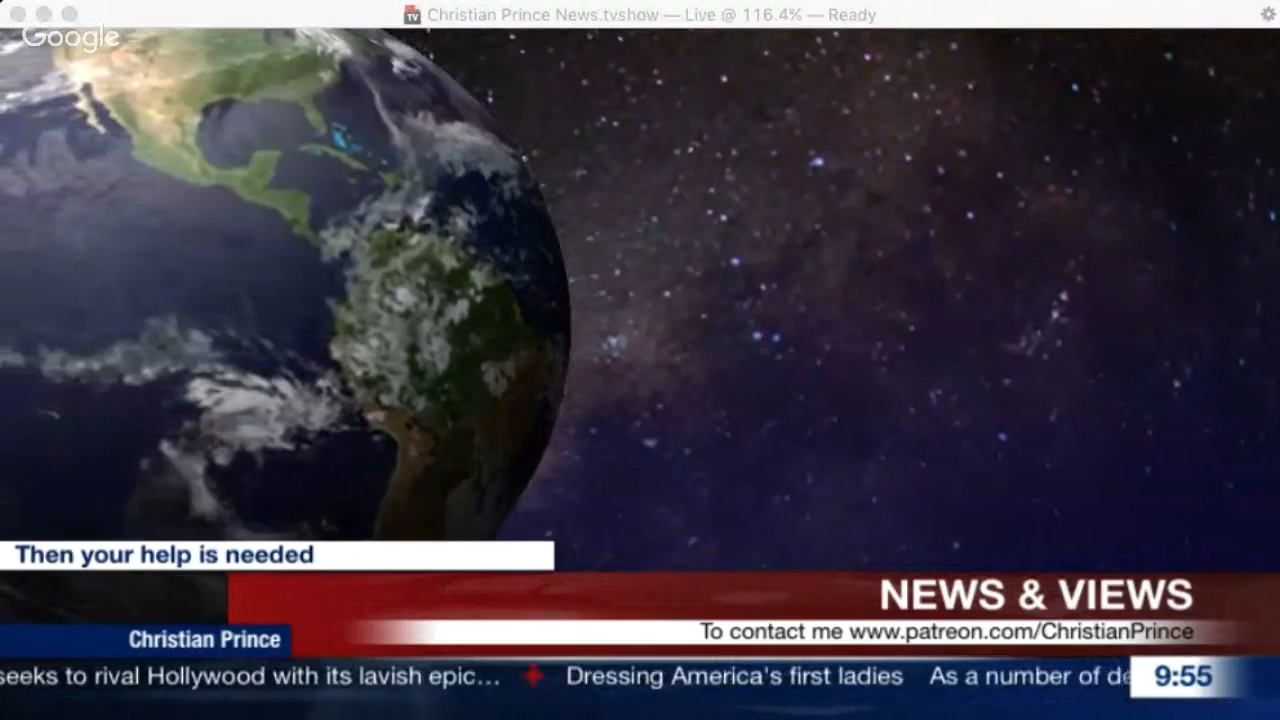 TV Christian Prince News.tvshow — Live @ 116.4% — Ready
Google
Then your help is needed
NEWS & VIEWS
To contact me www.patreon.com/ChristianPrince
Christian Prince
seeks to rival Hollywood with its lavish epic... Dressing America's first ladies As a number of de
9:55